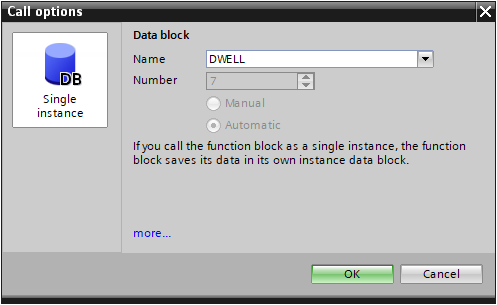 Call options
DB
Single
instance
Data block
Name
DWELL
Number
7
Manual
Automatic
If you call the function block as a single instance, the function
block saves its data in its own instance data block.
more...
OK
Cancel